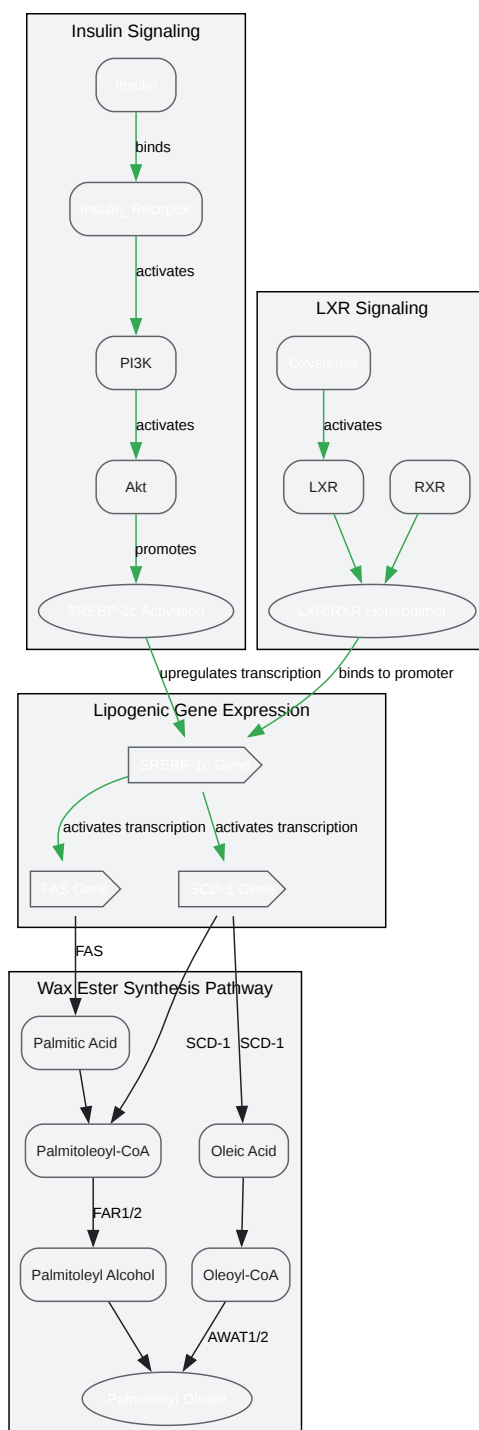 Insulin Signaling
Insulin
binds
Insulin_Receptor
activates
PI3K
activates
Akt
promotes
SREBP-1c Activation
LXR Signaling
Oxysterols
activates
LXR
RXR
LXR/RXR Heterodimer
upregulates transcription
binds to promoter
Lipogenic Gene Expression
SREBP-1c Gene
activates transcription
activates transcription
FAS Gene
SCD-1 Gene
FAS
Wax Ester Synthesis Pathway
Palmitic Acid
SCD-1
SCD-1
Palmitoleoyl-CoA
Oleic Acid
FAR1/2
Palmitoleyl Alcohol
Oleoyl-CoA
AWAT1/2
Palmitoleyl Oleate